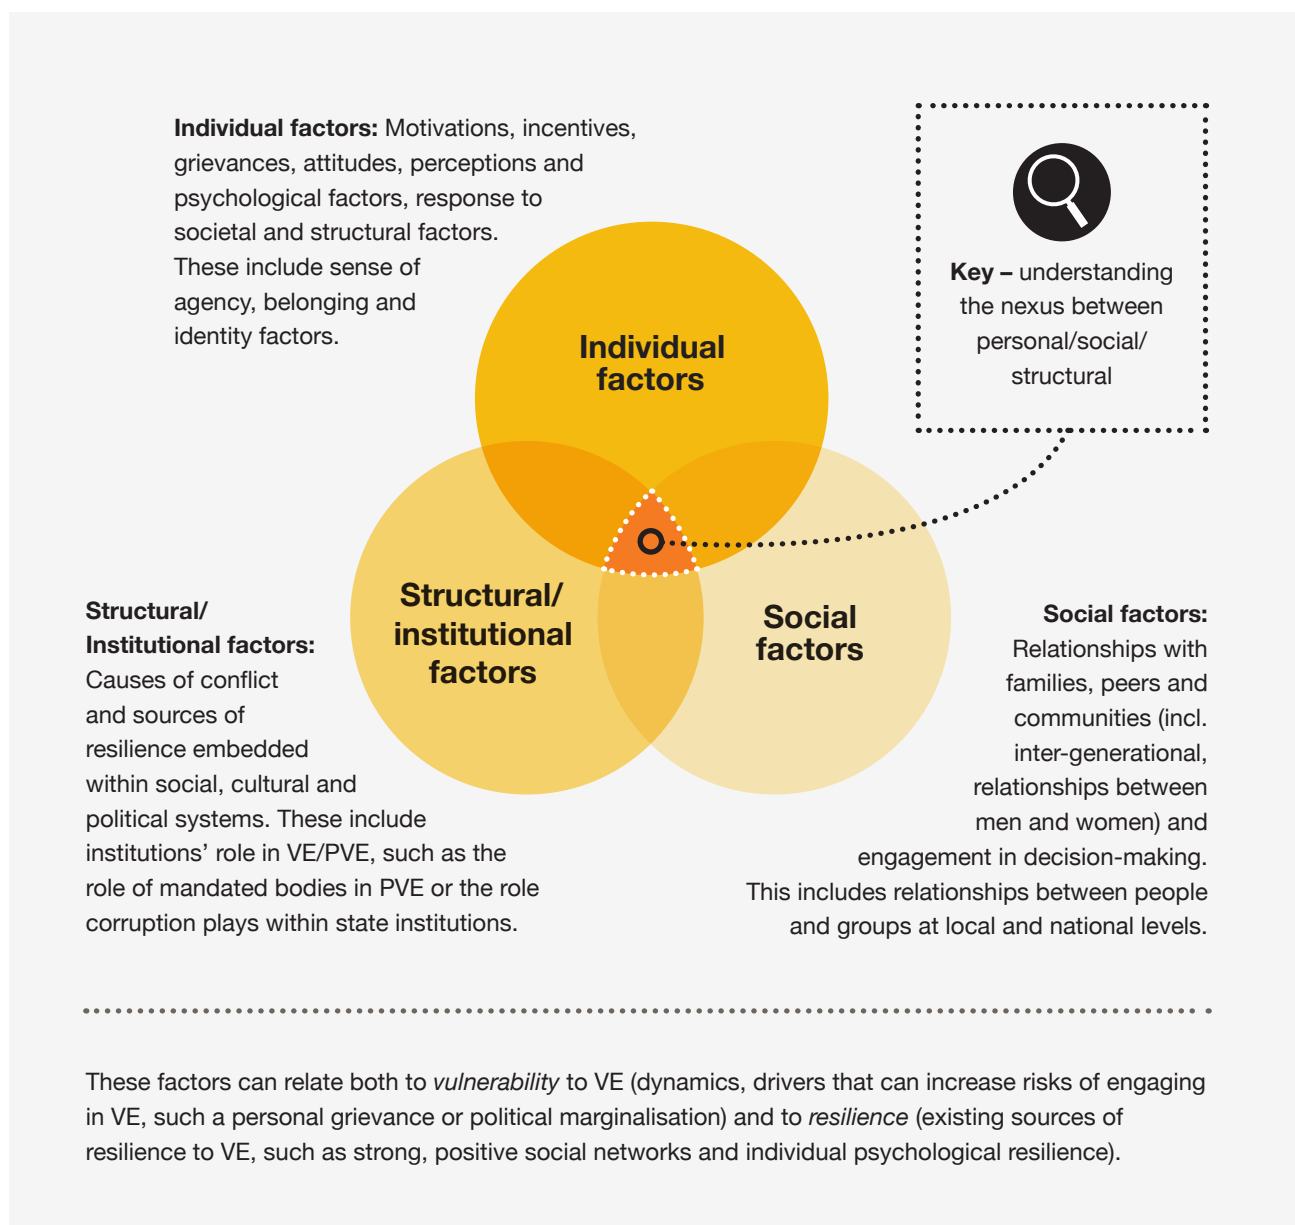 Individual factors: Motivations, incentives,
grievances, attitudes, perceptions and
psychological factors, response to
societal and structural factors.
These include sense of
agency, belonging and
identity factors.
Key – understanding
the nexus between
personal/social/
structural
Individual
factors
Structural/
institutional
factors
Social
factors
Structural/
Institutional factors:
Causes of conflict
and sources of
resilience embedded
within social, cultural and
political systems. These include
institutions’ role in VE/PVE, such as the
role of mandated bodies in PVE or the role
corruption plays within state institutions.
Social factors:
Relationships with
families, peers and
communities (incl.
inter-generational,
relationships between
men and women) and
engagement in decision-making.
This includes relationships between people
and groups at local and national levels.
These factors can relate both to vulnerability to VE (dynamics, drivers that can increase risks of engaging
in VE, such a personal grievance or political marginalisation) and to resilience (existing sources of
resilience to VE, such as strong, positive social networks and individual psychological resilience).